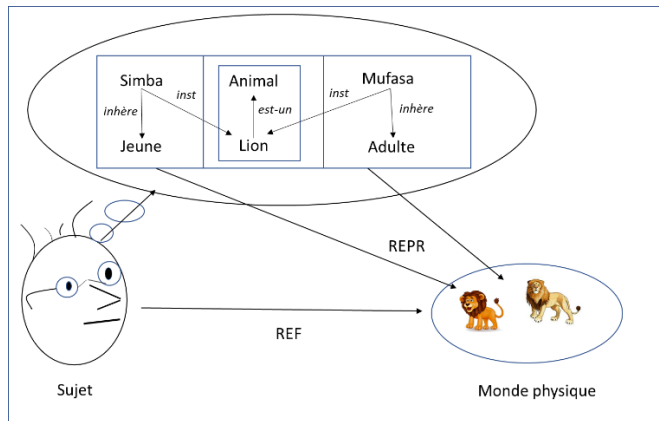 Simba
Animal
Mufasa
inst
inst
inhère
est-un
inhère
Jeune
Lion
Adulte
REPR
REF
Sujet
Monde physique